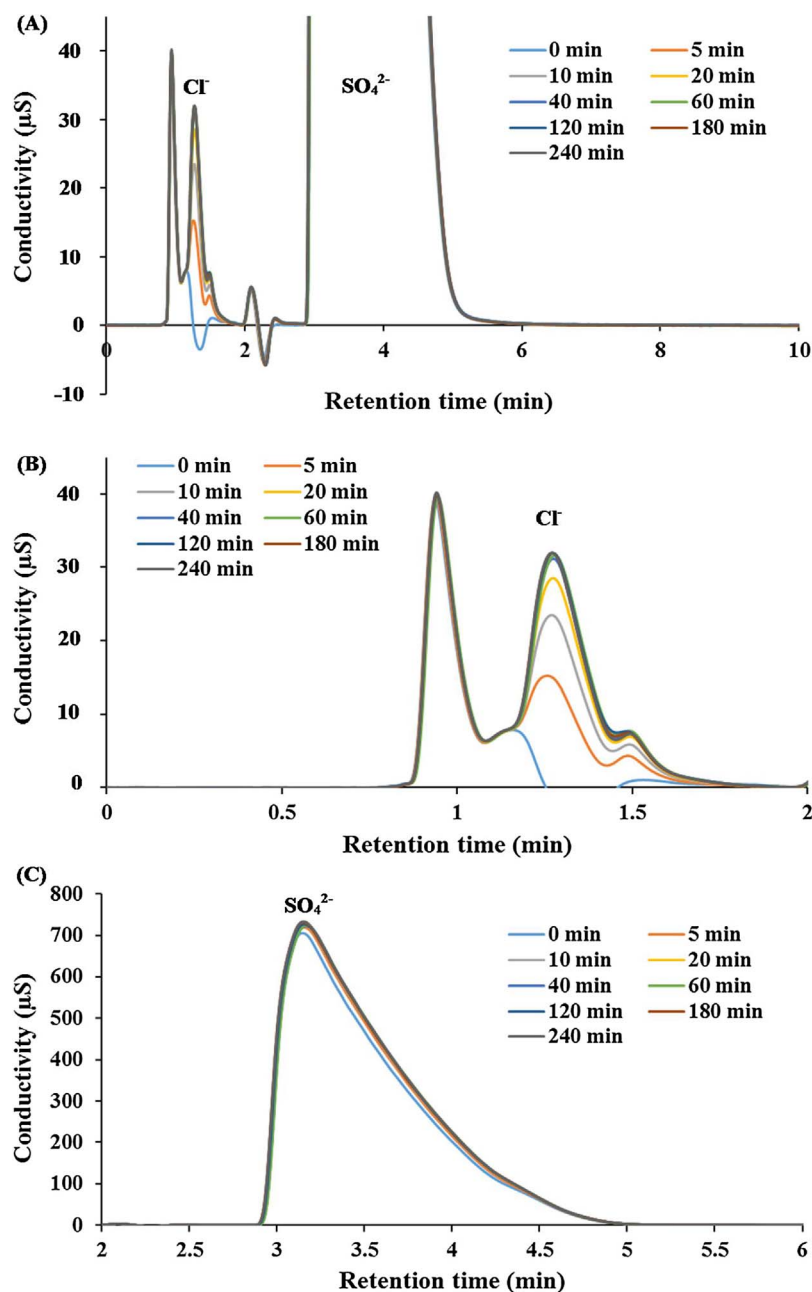 (A)
40
30
20
10
0
-10
Conductivity (µS)
Cl⁻
SO₄²⁻
0 min 5 min
10 min 20 min
40 min 60 min
120 min 180 min
240 min
0 2 4 6 8 10
Retention time (min)
(B)
40
30
20
10
0
Conductivity (µS)
0 min 5 min
10 min 20 min
40 min 60 min
120 min 180 min
240 min
Cl⁻
0 0.5 1 1.5 2
Retention time (min)
(C)
800
700
600
500
400
300
200
100
0
Conductivity (µS)
SO₄²⁻
0 min 5 min
10 min 20 min
40 min 60 min
120 min 180 min
240 min
2 2.5 3 3.5 4 4.5 5 5.5 6
Retention time (min)